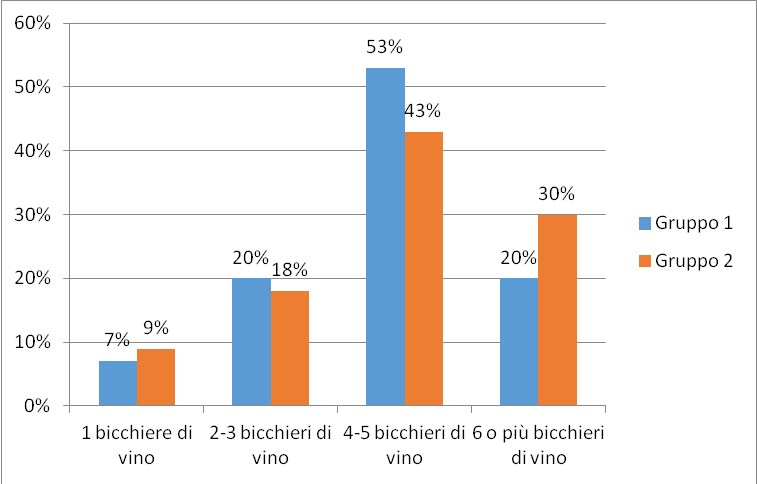 60%
50%
40%
30%
20%
10%
0%
7%
9%
20%
18%
53%
43%
20%
30%
1 bicchiere di
vino
2-3 bicchieri di
vino
4-5 bicchieri di
vino
6 o più bicchieri
di vino
Gruppo 1
Gruppo 2